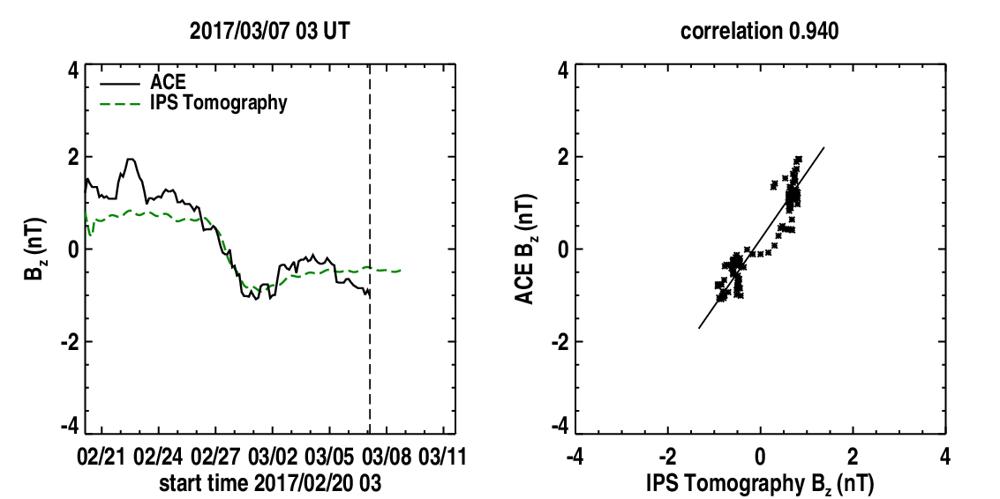 2017/03/07 03 UT
ACE
IPS Tomography
4
2
0
-2
-4
Bz (nT)
02/21 02/24 02/27 03/02 03/05 03/08 03/11
start time 2017/02/20 03
correlation 0.940
4
2
0
-2
-4
ACE Bz (nT)
-4 -2 0 2 4
IPS Tomography Bz (nT)